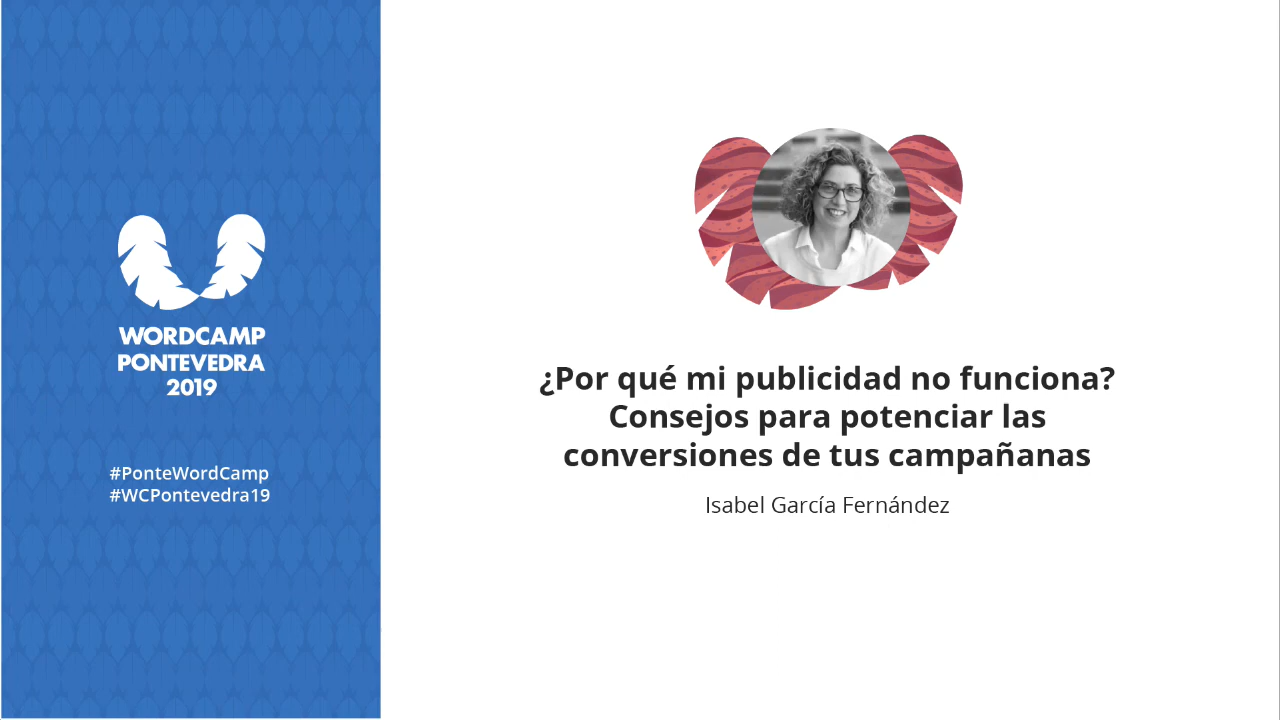 WORDCAMP
PONTEVEDRA
2019
#PonteWordCamp
#WCPontevedra19
¿Por qué mi publicidad no funciona?
Consejos para potenciar las
conversiones de tus campañanas
Isabel García Fernández